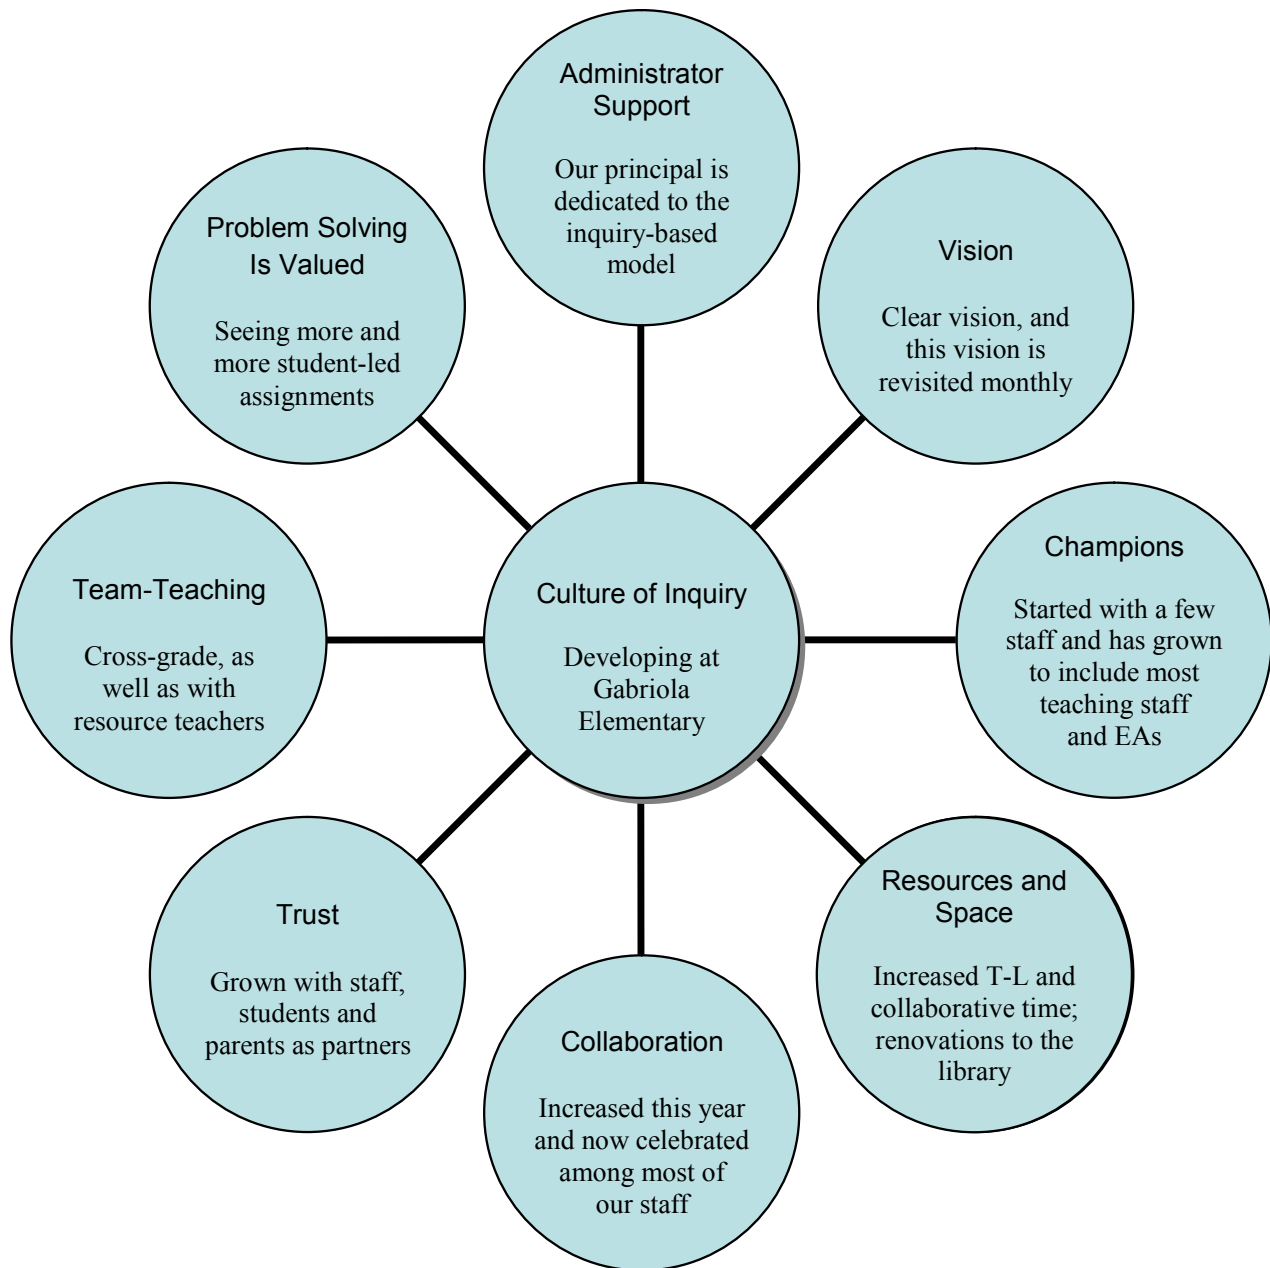 Administrator
Support
Our principal is
dedicated to the
inquiry-based
model
Vision
Clear vision, and
this vision is
revisited monthly
Champions
Started with a few
staff and has grown
to include most
teaching staff
and EAs
Resources and
Space
Increased T-L and
collaborative time;
renovations to the
library
Collaboration
Increased this year
and now celebrated
among most of
our staff
Trust
Grown with staff,
students and
parents as partners
Team-Teaching
Cross-grade, as
well as with
resource teachers
Problem Solving
Is Valued
Seeing more and
more student-led
assignments
Culture of Inquiry
Developing at
Gabriola
Elementary